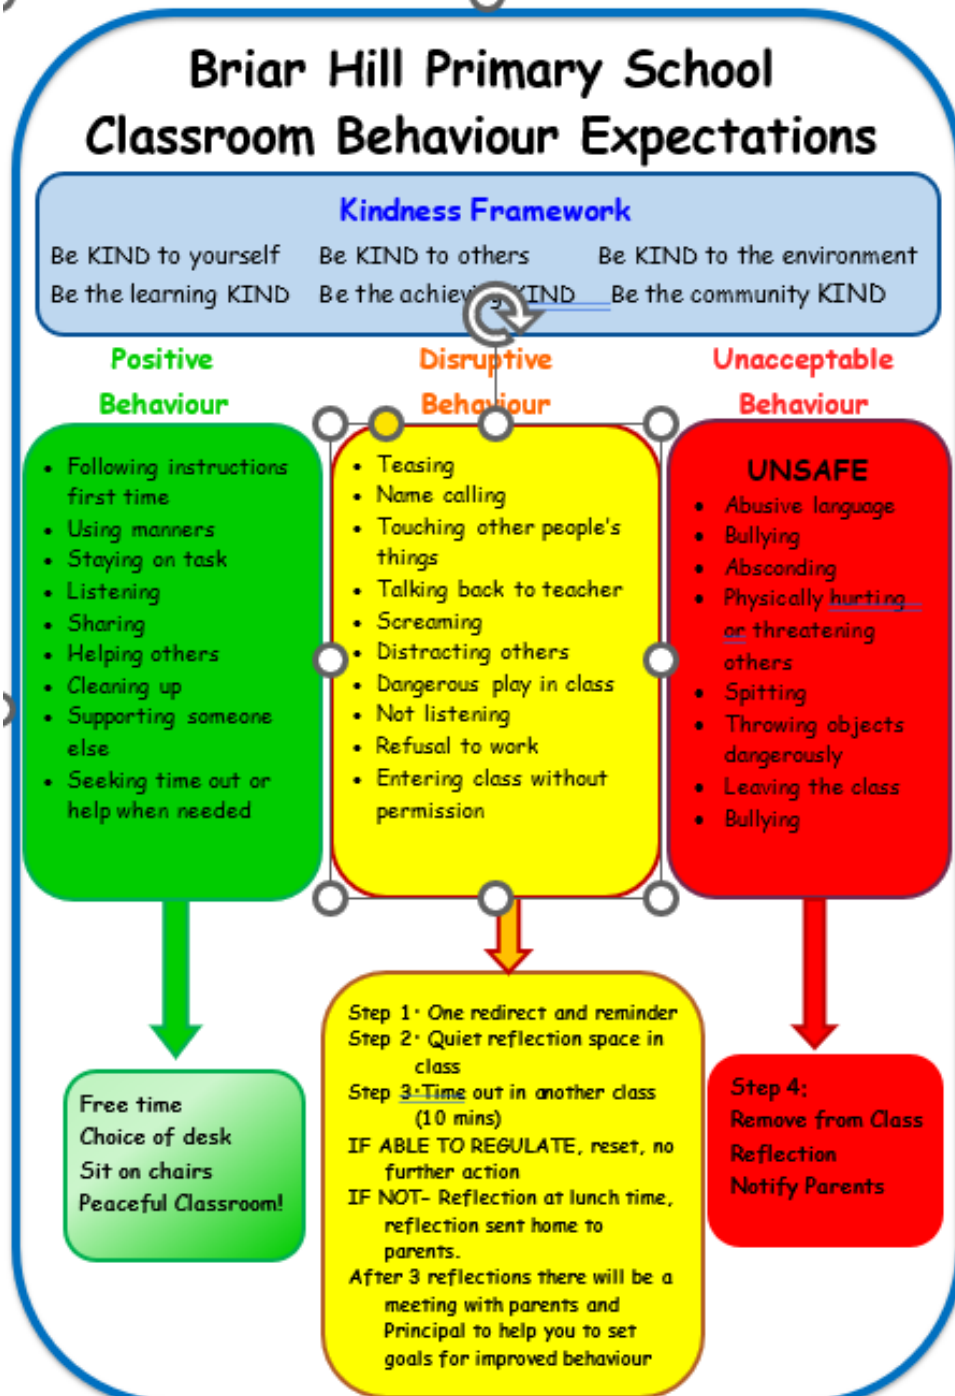 Briar Hill Primary School
Classroom Behaviour Expectations
Kindness Framework
Be KIND to yourself Be KIND to others Be KIND to the environment
Be the learning KIND Be the achieving KIND Be the community KIND
Positive
Behaviour
Following instructions
first time
Using manners
Staying on task
Listening
Sharing
Helping others
Cleaning up
Supporting someone
else
Seeking time out or
help when needed
Free time
Choice of desk
Sit on chairs
Peaceful Classroom!
Disruptive
Behaviour
Teasing
Name calling
Touching other people's
things
Talking back to teacher
Screaming
Distracting others
Dangerous play in class
Not listening
Refusal to work
Entering class without
permission
Step 1· One redirect and reminder
Step 2· Quiet reflection space in
class
Step 3·Time out in another class
(10 mins)
IF ABLE TO REGULATE, reset, no
further action
IF NOT– Reflection at lunch time,
reflection sent home to
parents.
After 3 reflections there will be a
meeting with parents and
Principal to help you to set
goals for improved behaviour
Unacceptable
Behaviour
UNSAFE
Abusive language
Bullying
Absconding
Physically hurting
or threatening
others
Spitting
Throwing objects
dangerously
Leaving the class
Bullying
Step 4:
Remove from Class
Reflection
Notify Parents